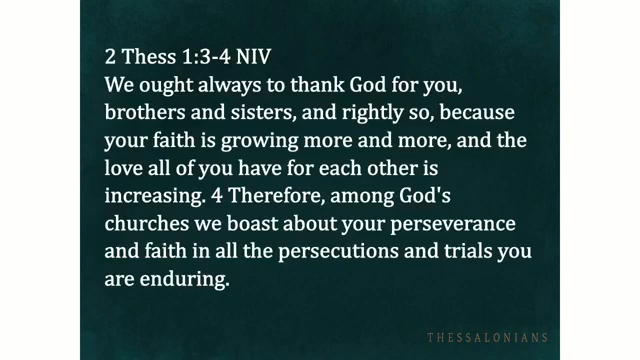 2 Thess 1:3-4 NIV
We ought always to thank God for you,
brothers and sisters, and rightly so, because
your faith is growing more and more, and the
love all of you have for each other is
increasing. 4 Therefore, among God's
churches we boast about your perseverance
and faith in all the persecutions and trials you
are enduring.
THESSALONIANS